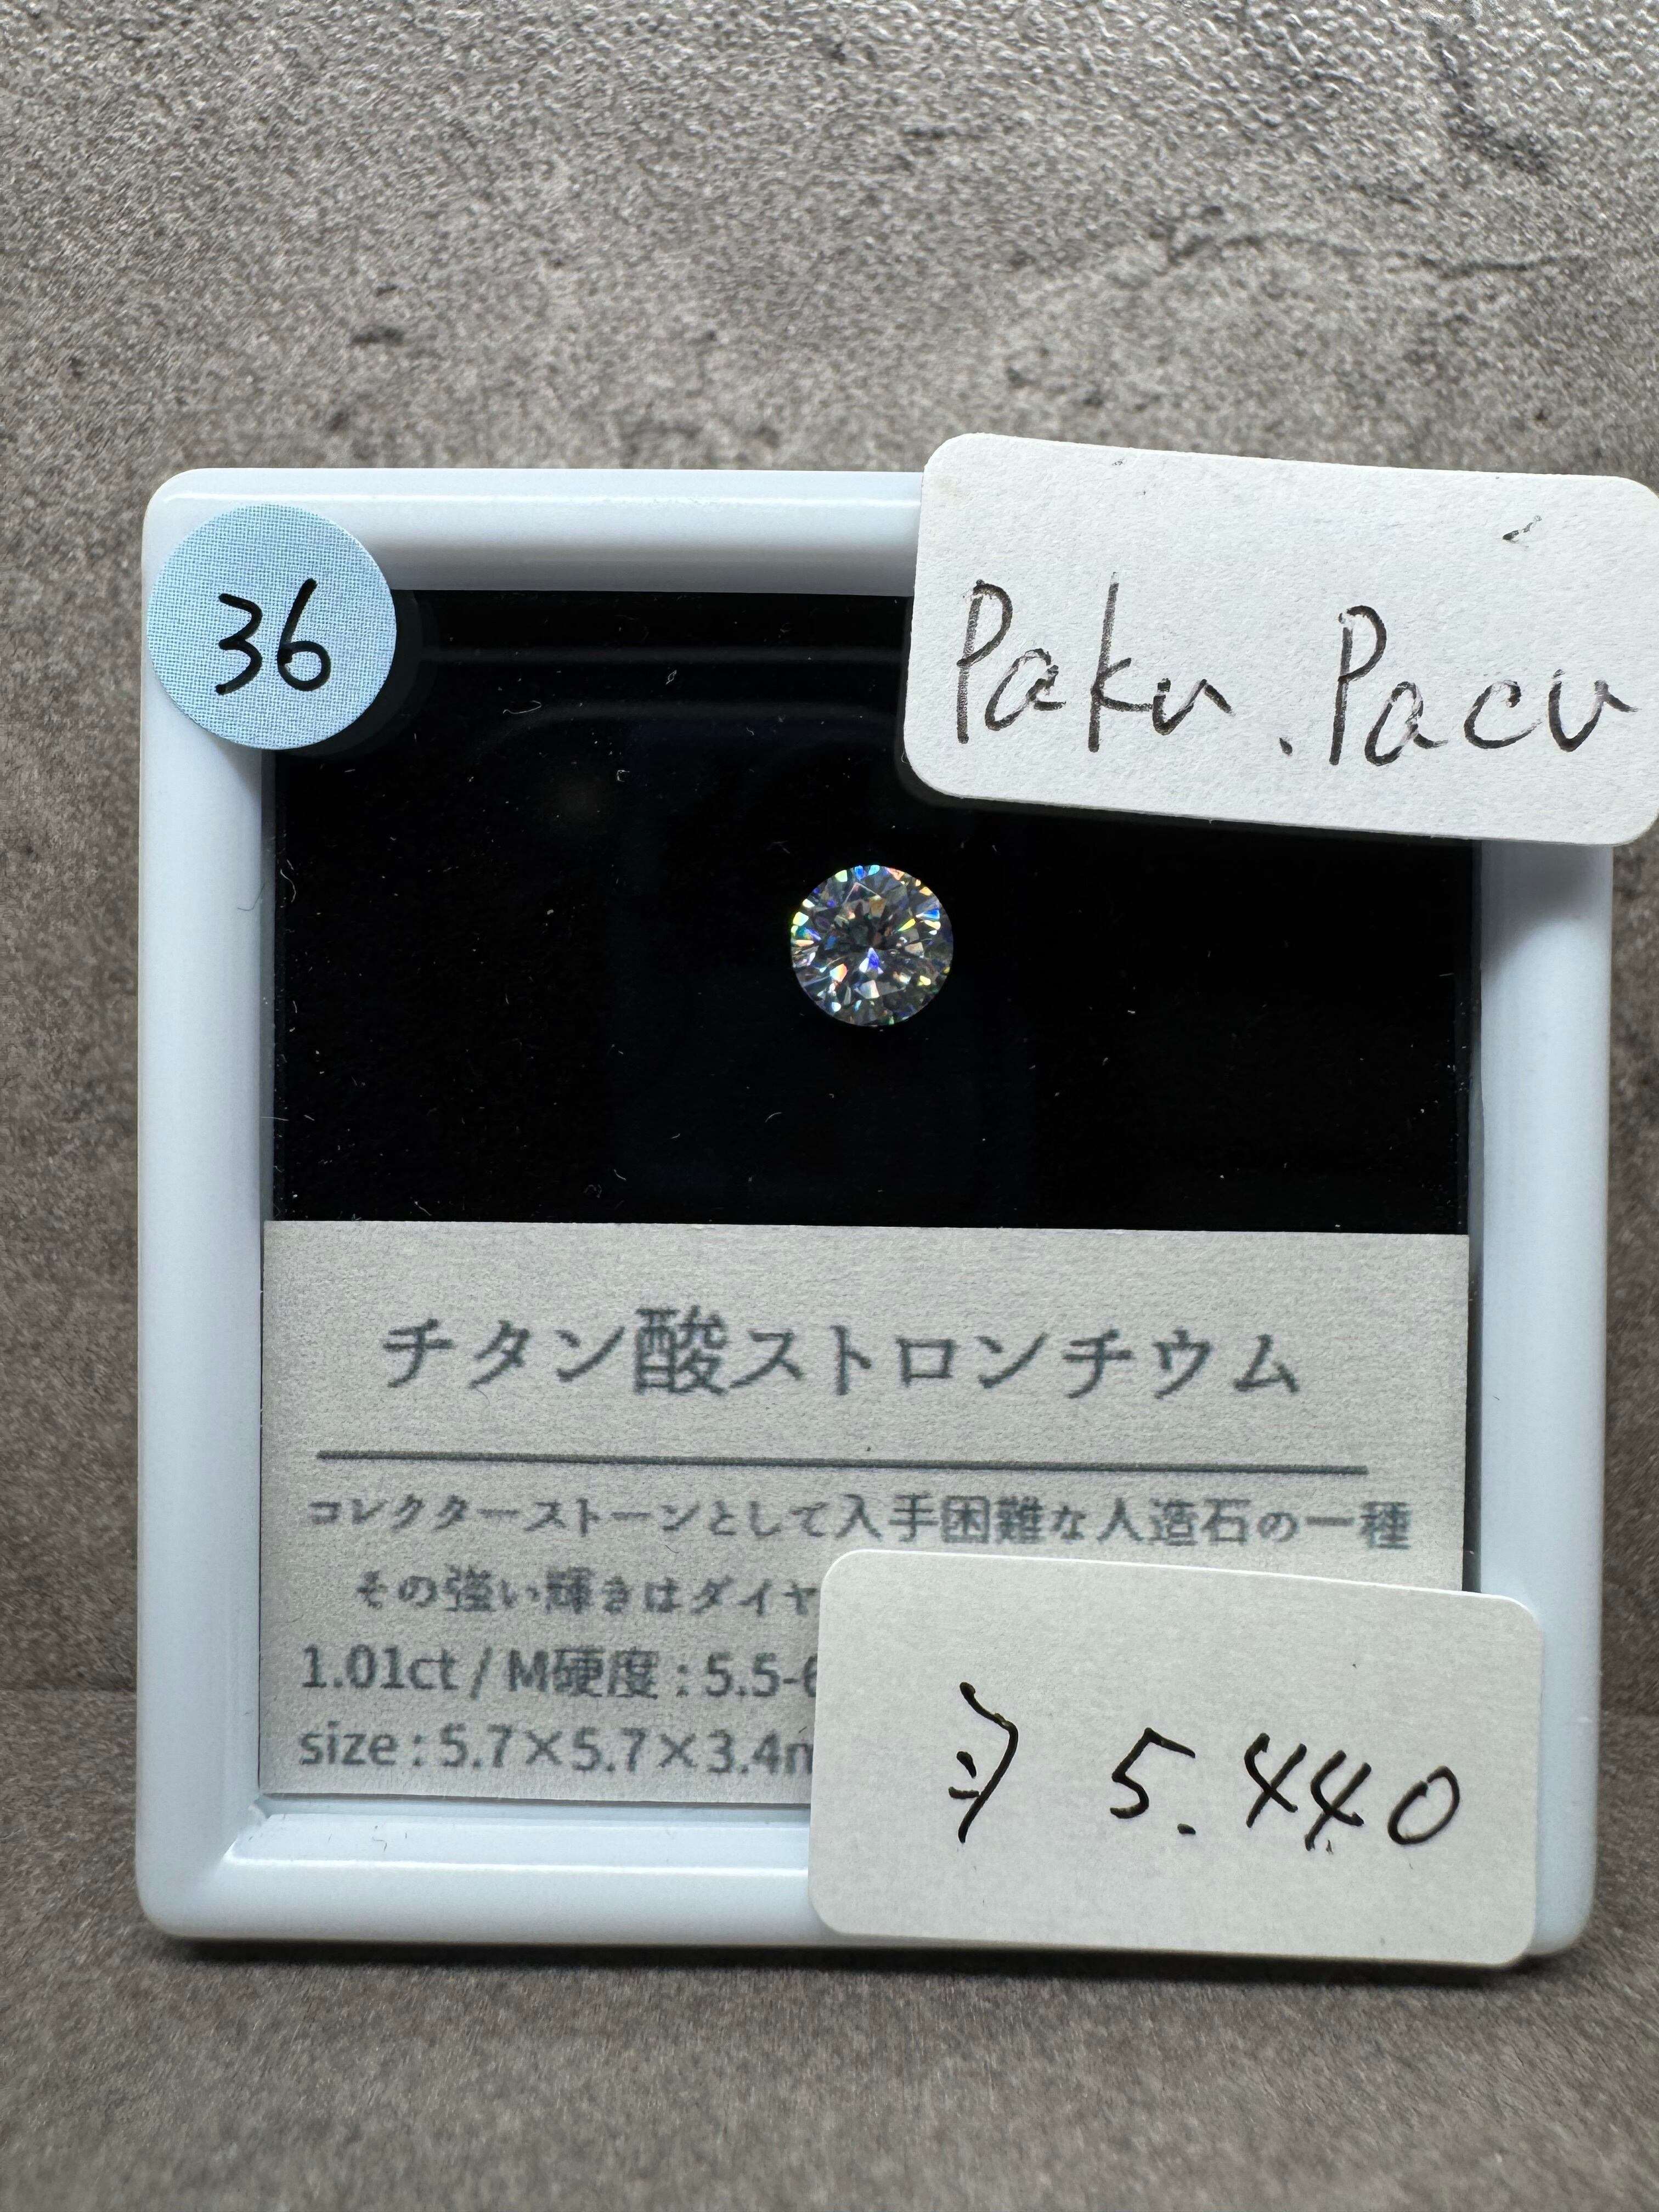 36
Paku.Pacu
チタン酸ストロンチウム
コレクターストーンとして入手困難な人造石の一種
その強い輝きはダイヤ
1.01ct / M硬度 : 5.5-6
size : 5.7×5.7×3.4m
5.440